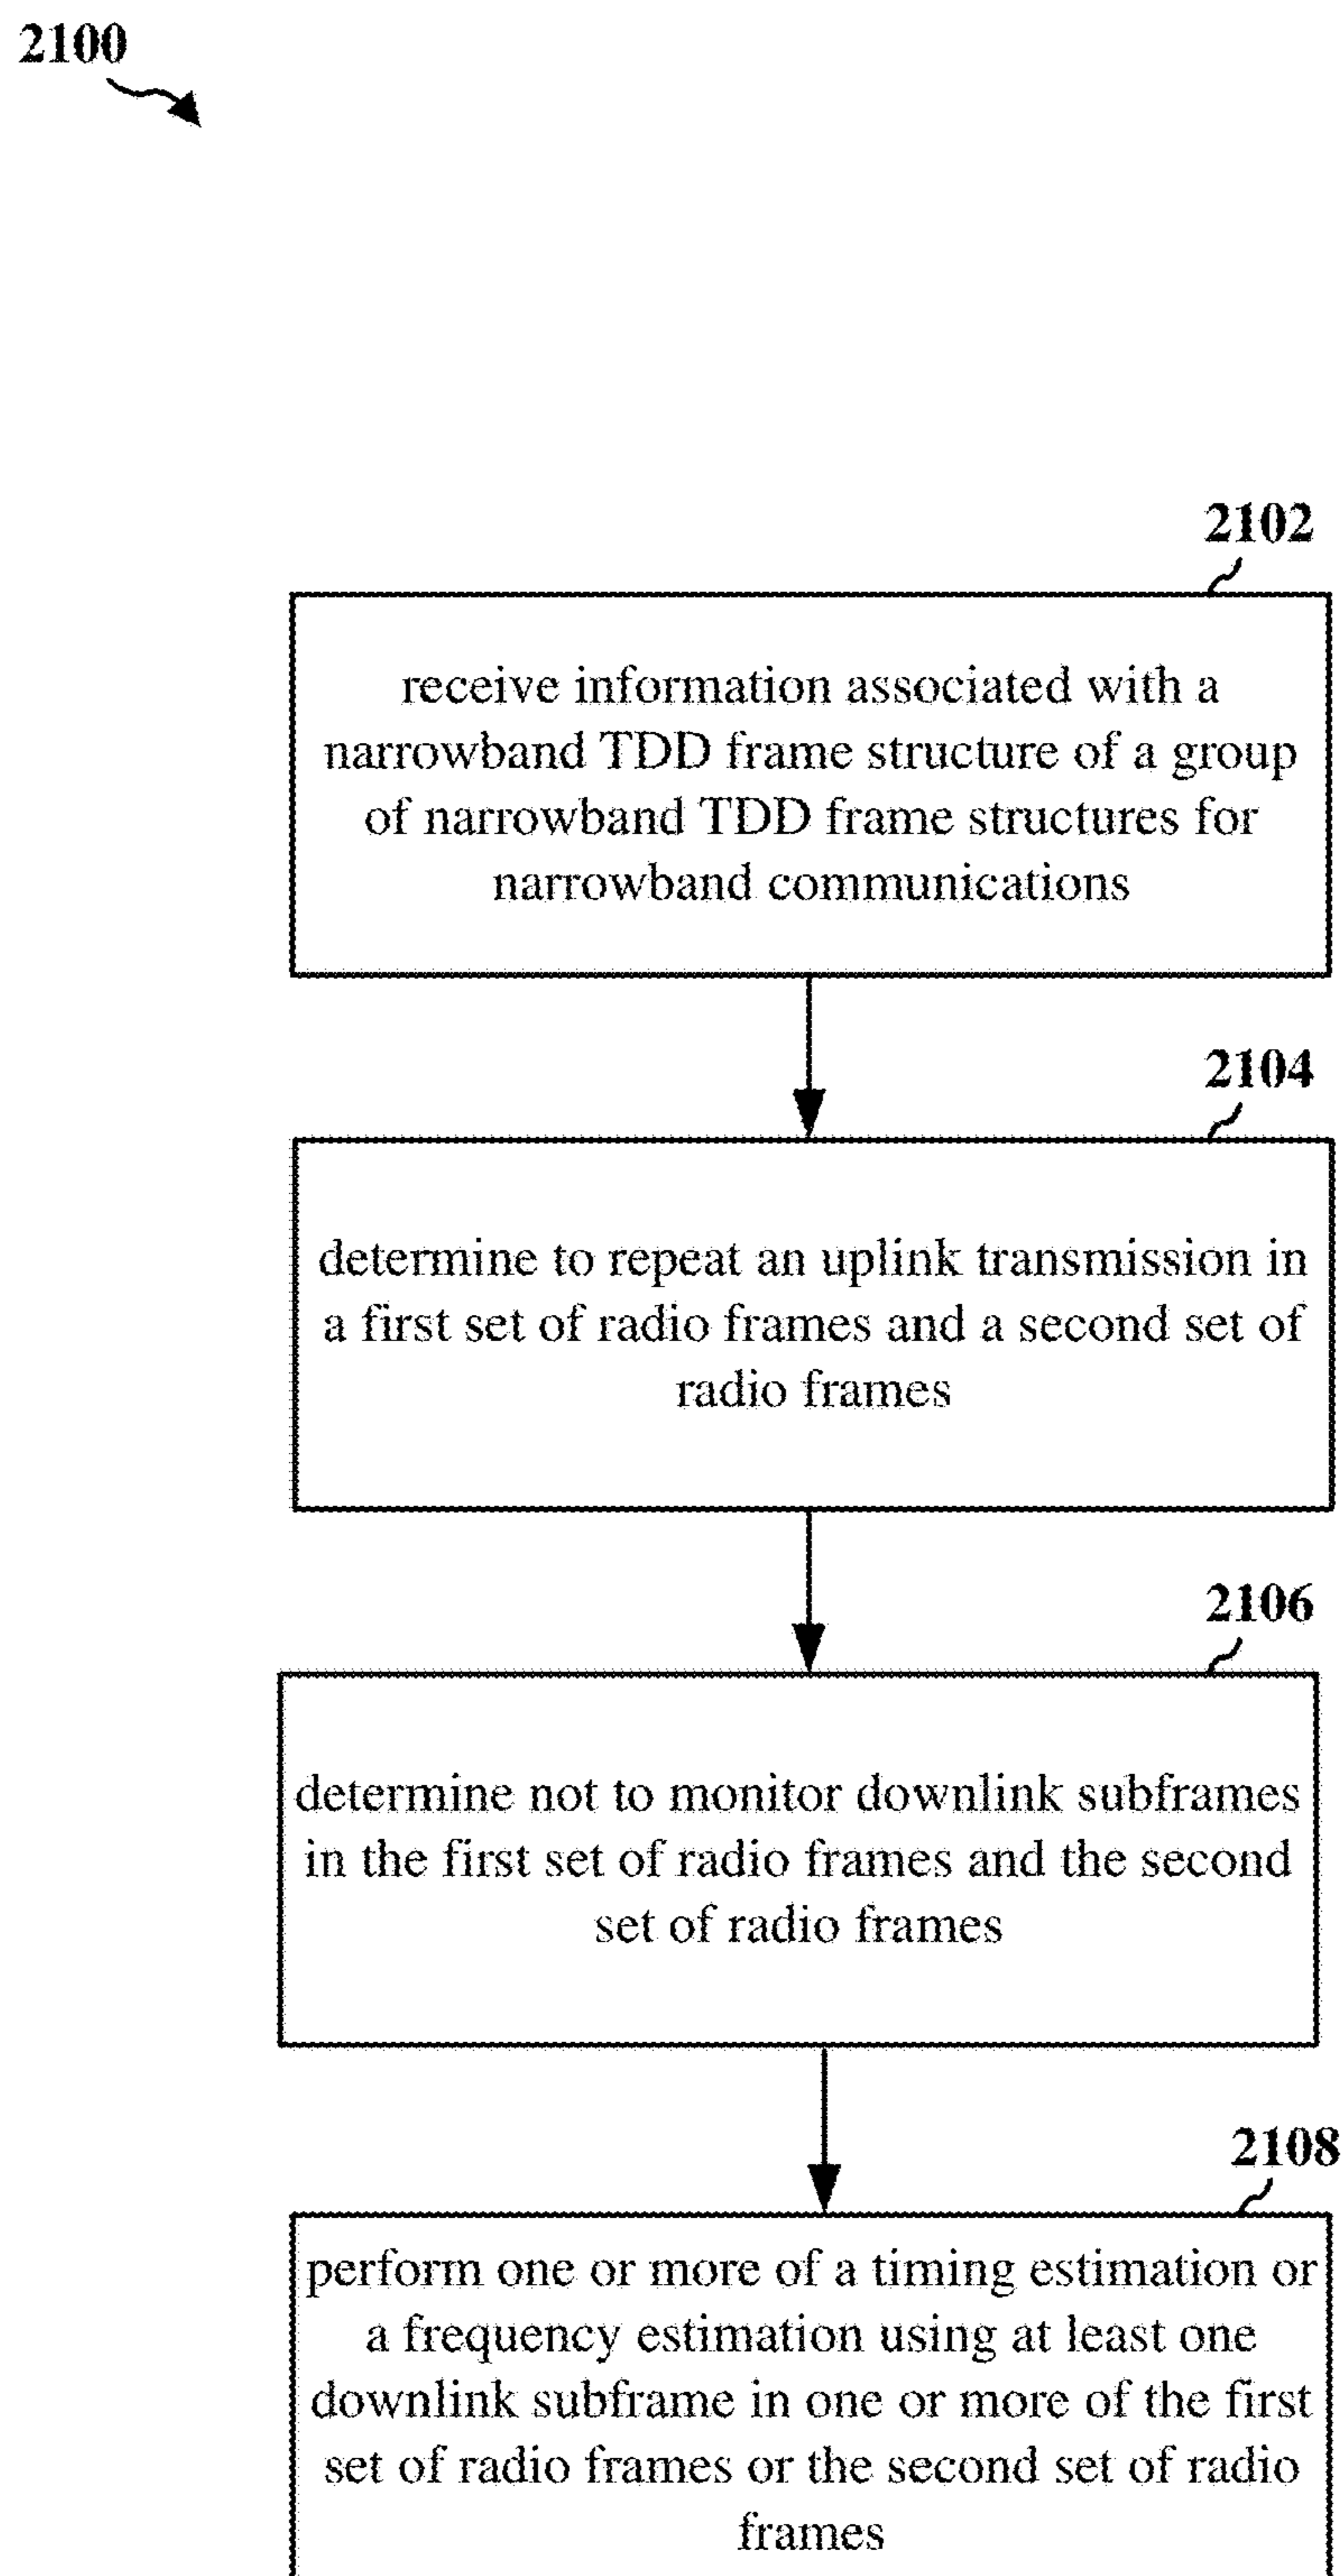 2100
2102
receive information associated with a
narrowband TDD frame structure of a group
of narrowband TDD frame structures for
narrowband communications
2104
determine to repeat an uplink transmission in
a first set of radio frames and a second set of
radio frames
2106
determine not to monitor downlink subframes
in the first set of radio frames and the second
set of radio frames
2108
perform one or more of a timing estimation or
a frequency estimation using at least one
downlink subframe in one or more of the first
set of radio frames or the second set of radio
frames